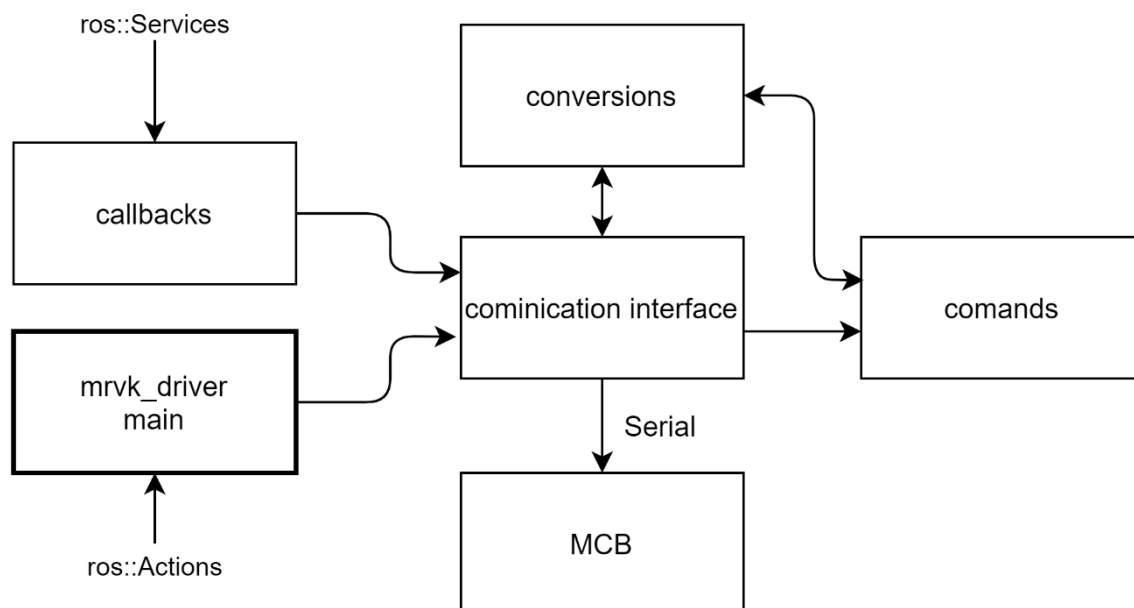 ros::Services
conversions
callbacks
cominication interface
comands
mrvk_driver
main
Serial
MCB
ros::Actions